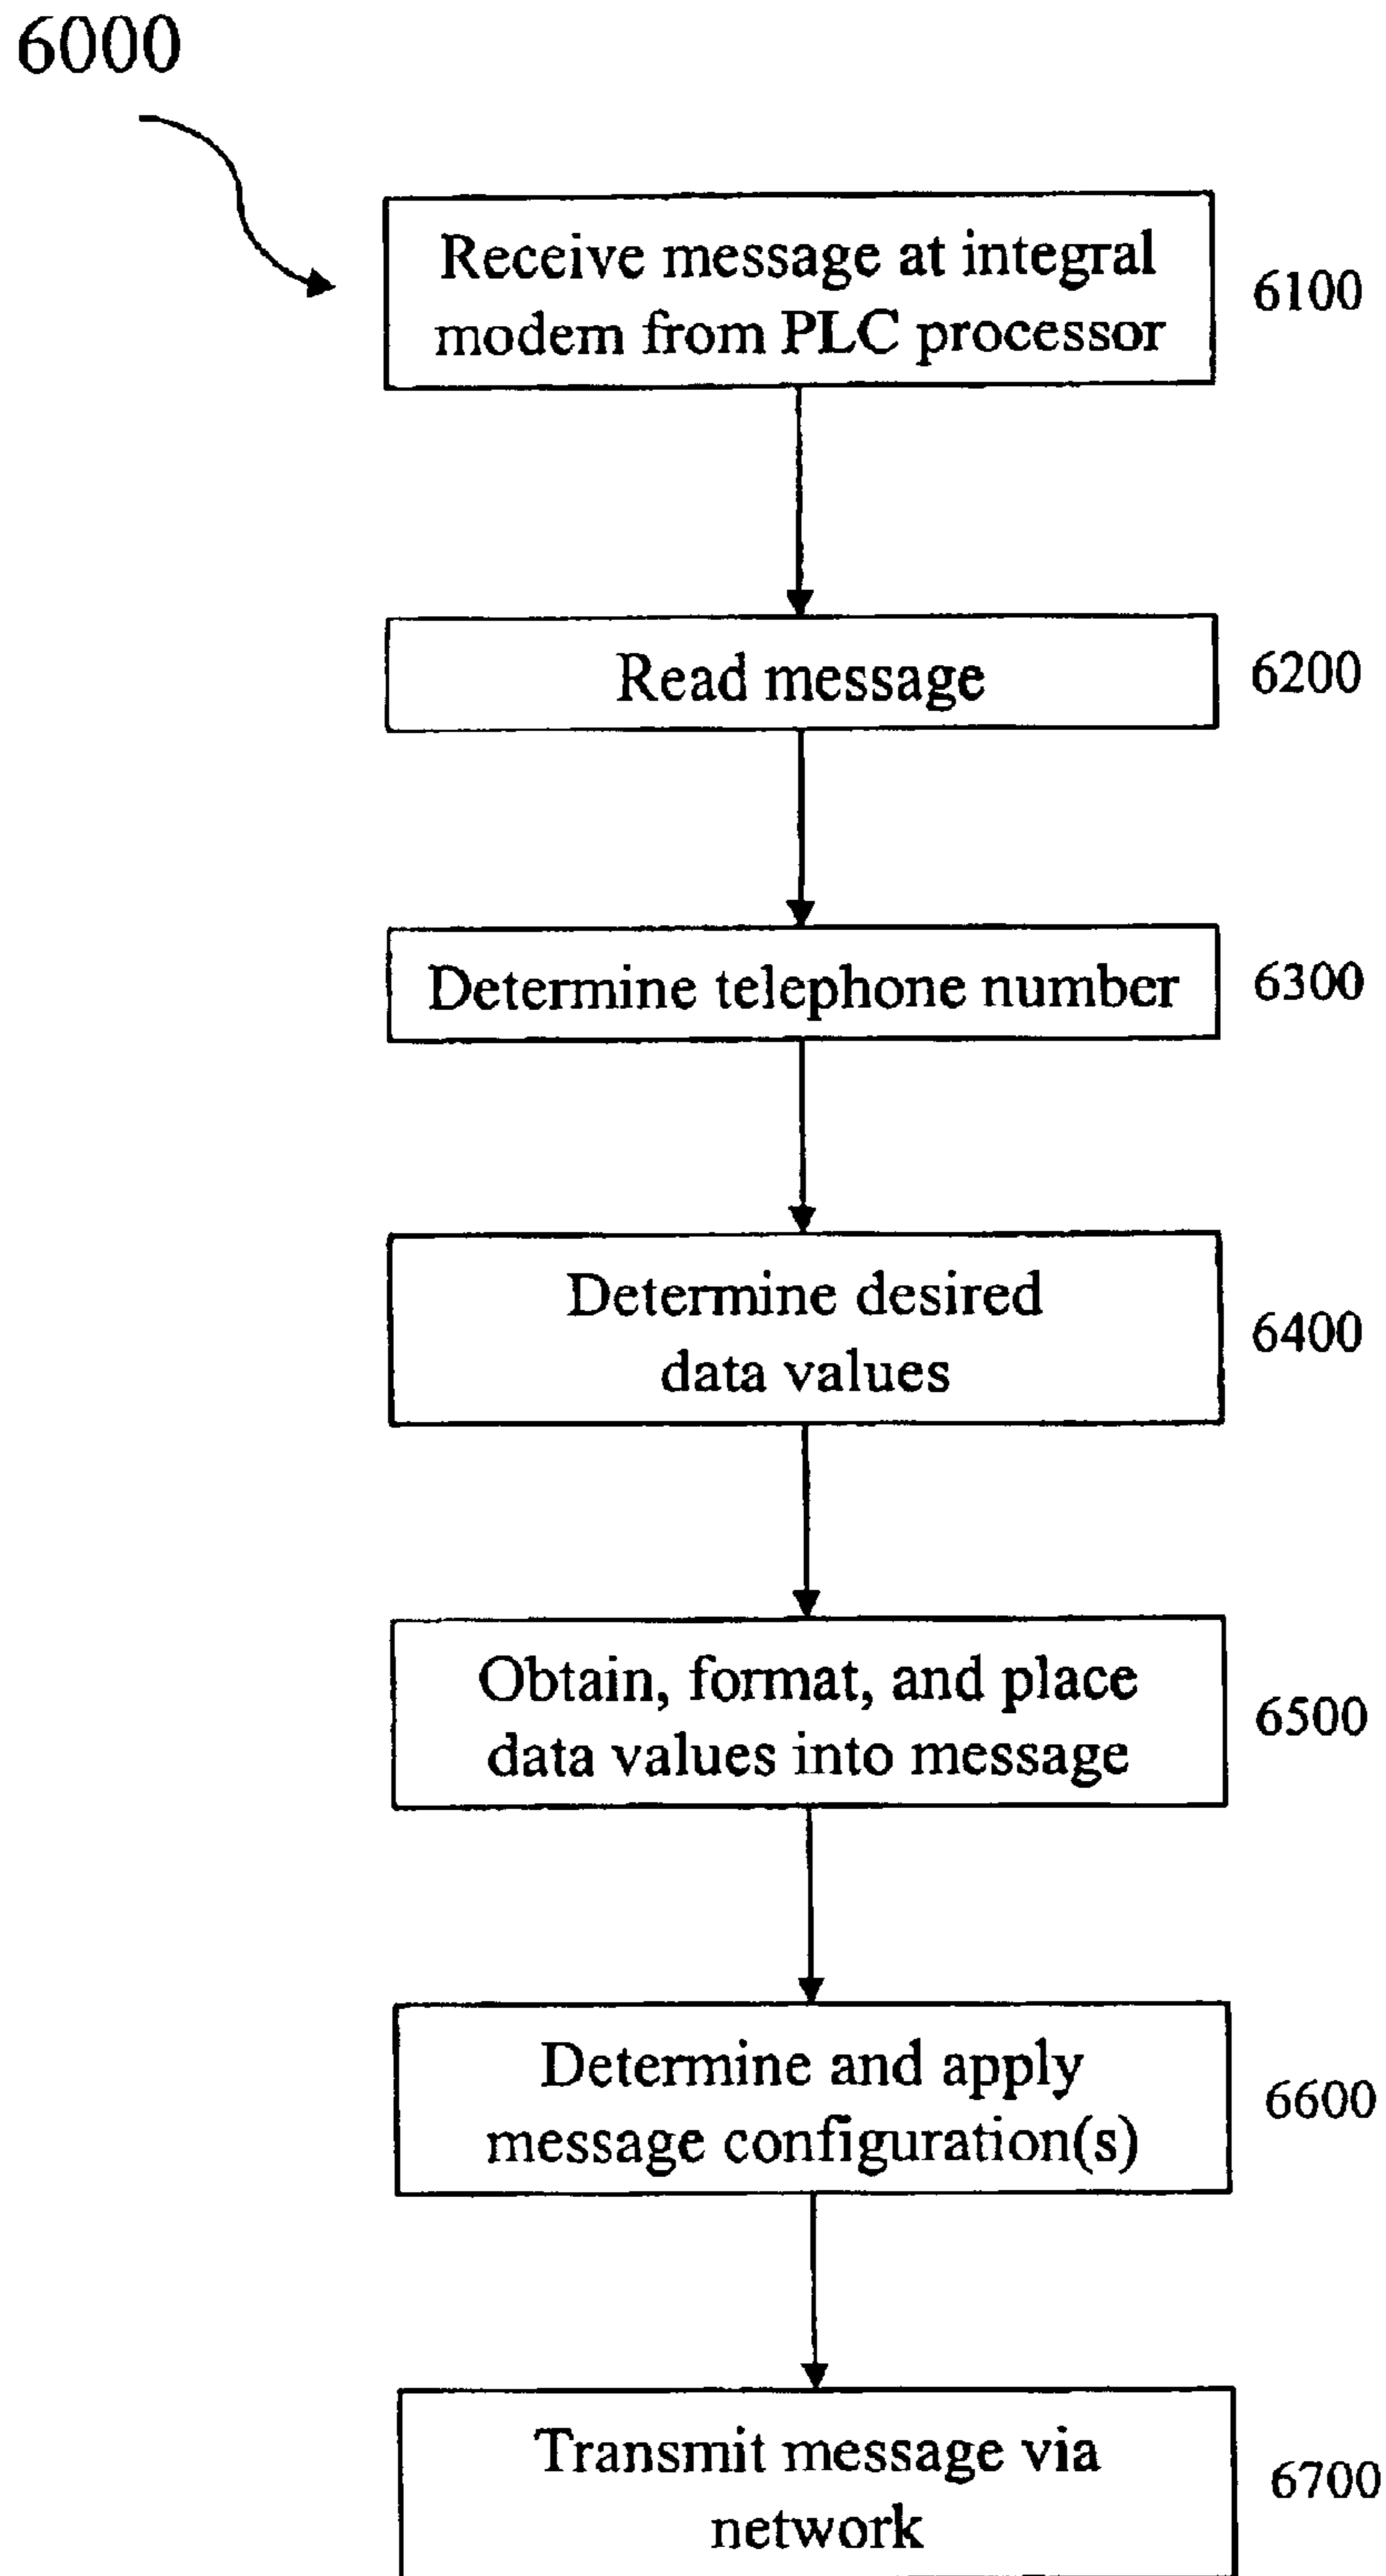 6000
Receive message at integral
modem from PLC processor
6100
Read message
6200
Determine telephone number
6300
Determine desired
data values
6400
Obtain, format, and place
data values into message
6500
Determine and apply
message configuration(s)
6600
Transmit message via
network
6700